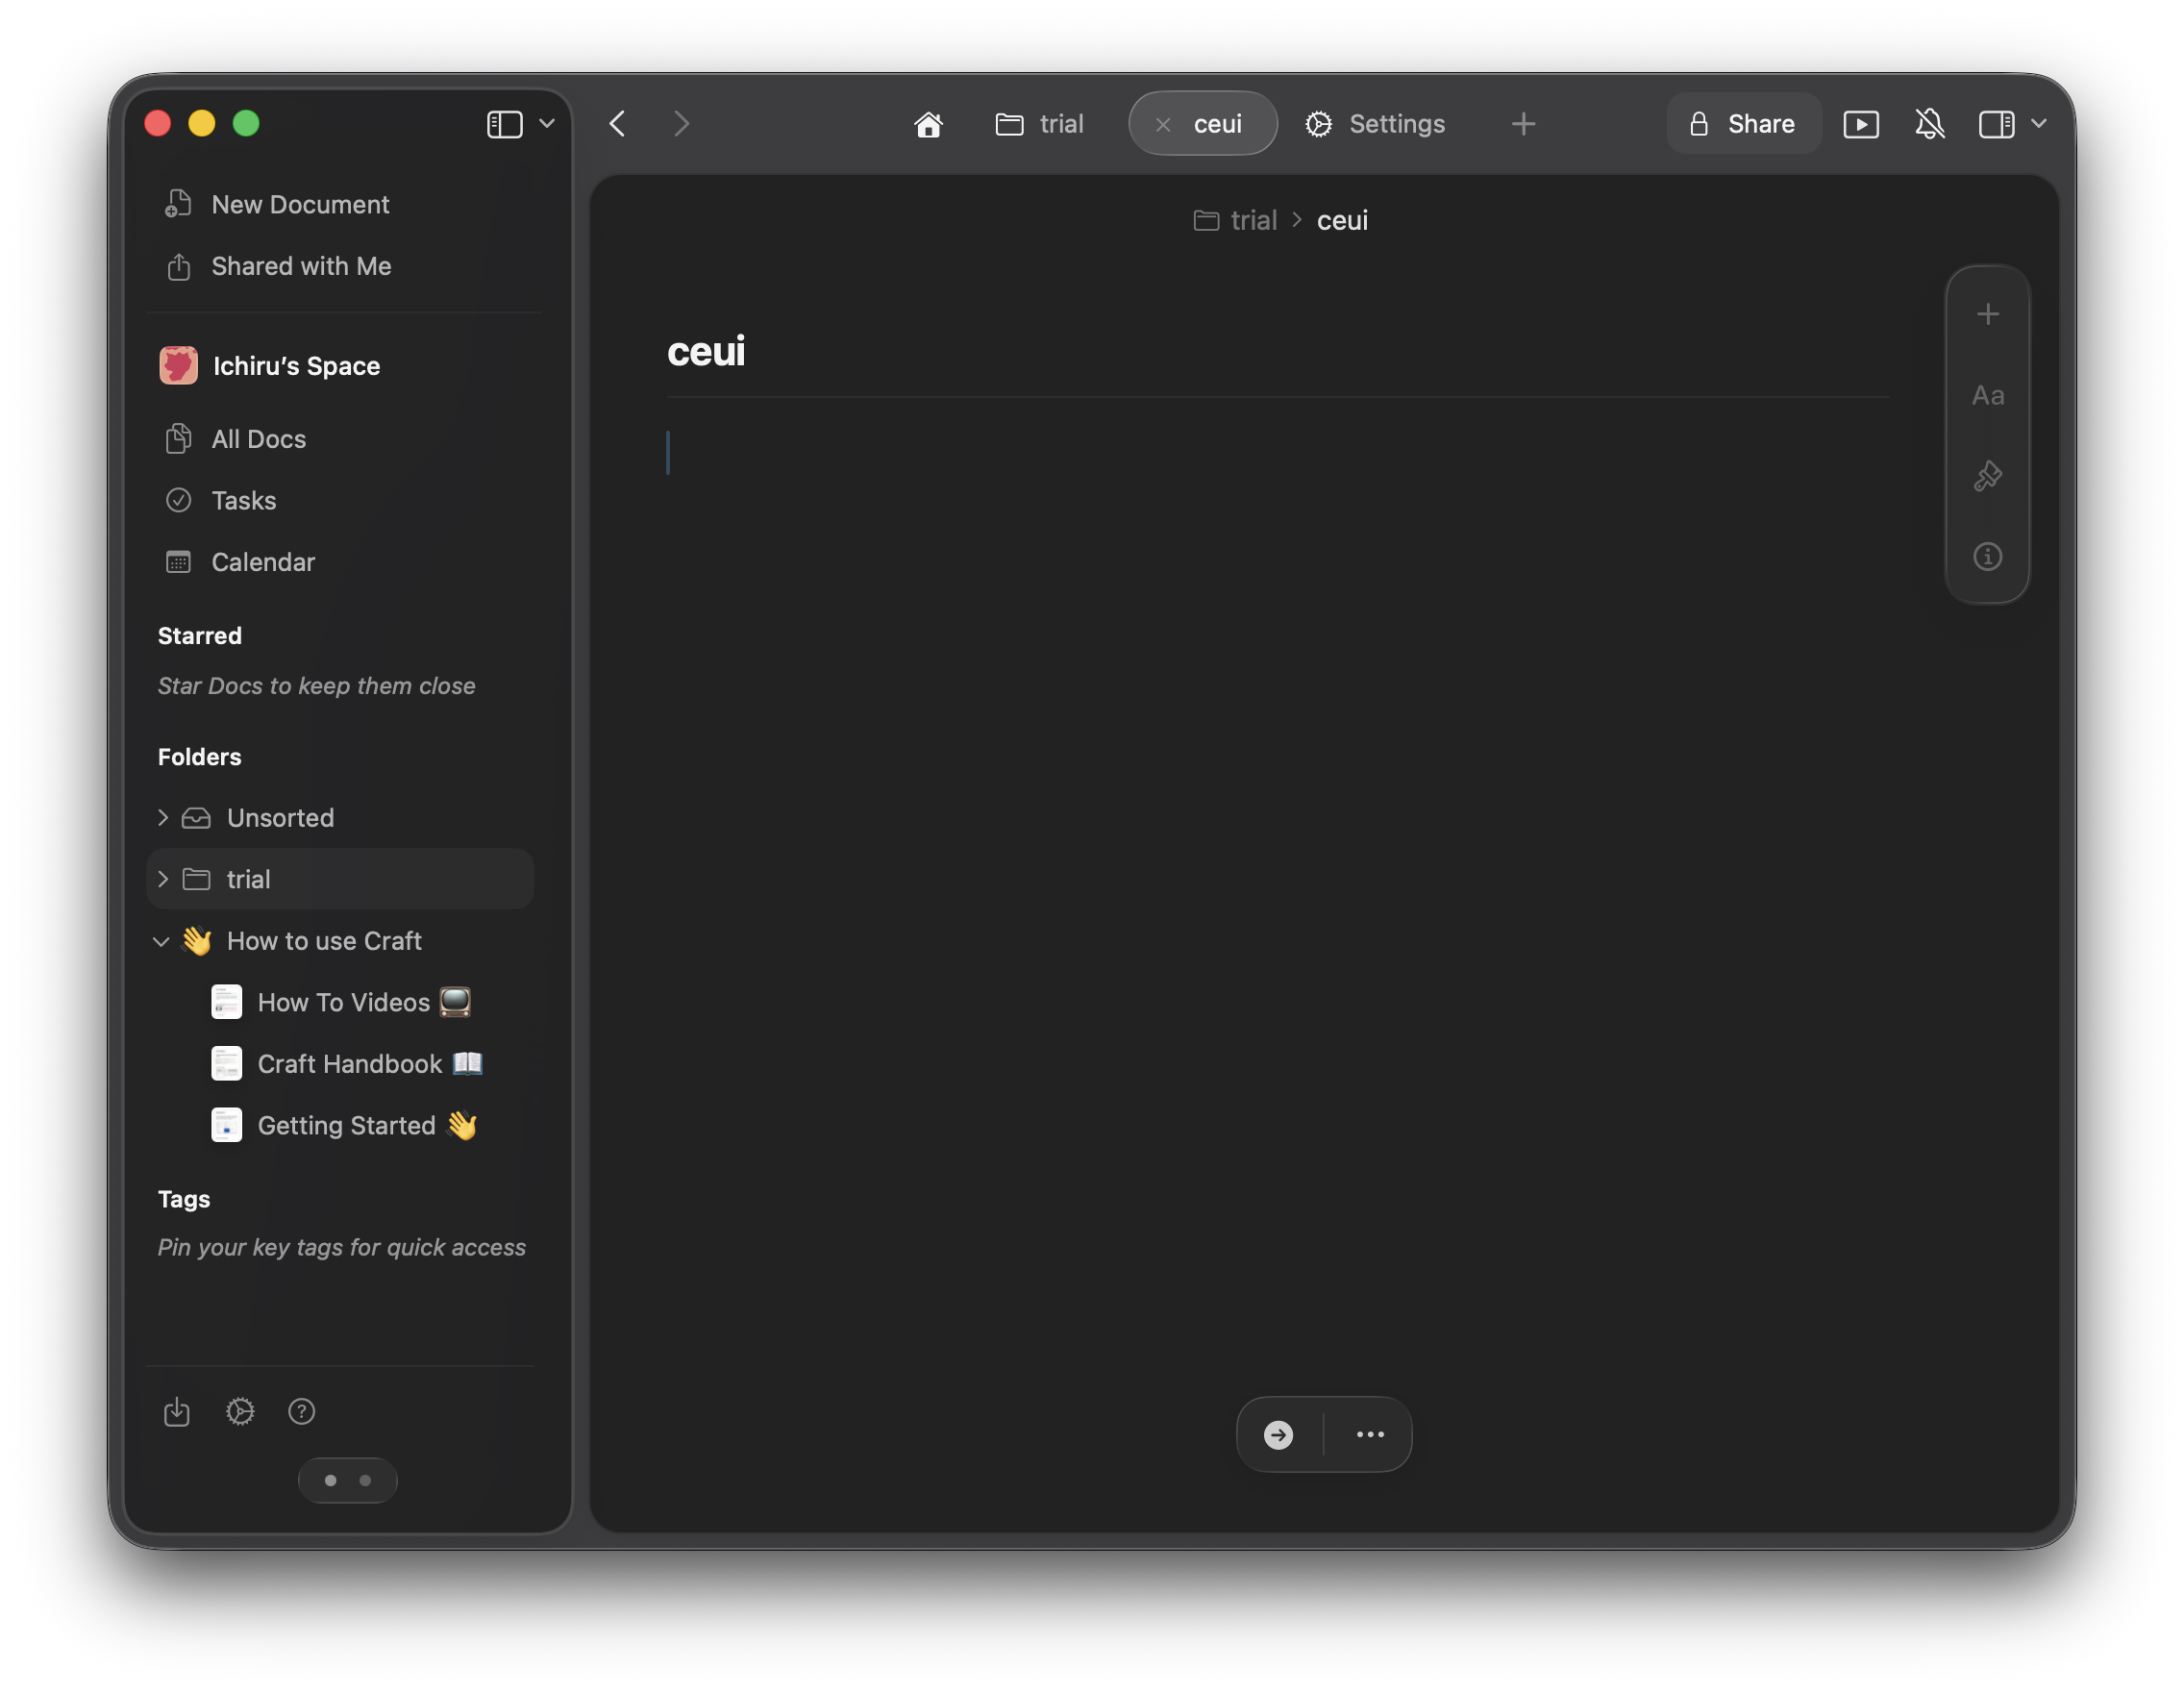 New Document
Shared with Me
Ichiru’s Space
All Docs
Tasks
Calendar
Starred
Star Docs to keep them close
Folders
Unsorted
trial
How to use Craft
How To Videos
Craft Handbook
Getting Started
Tags
Pin your key tags for quick access
trial
ceui
Settings
Share
trial > ceui
ceui
Aa